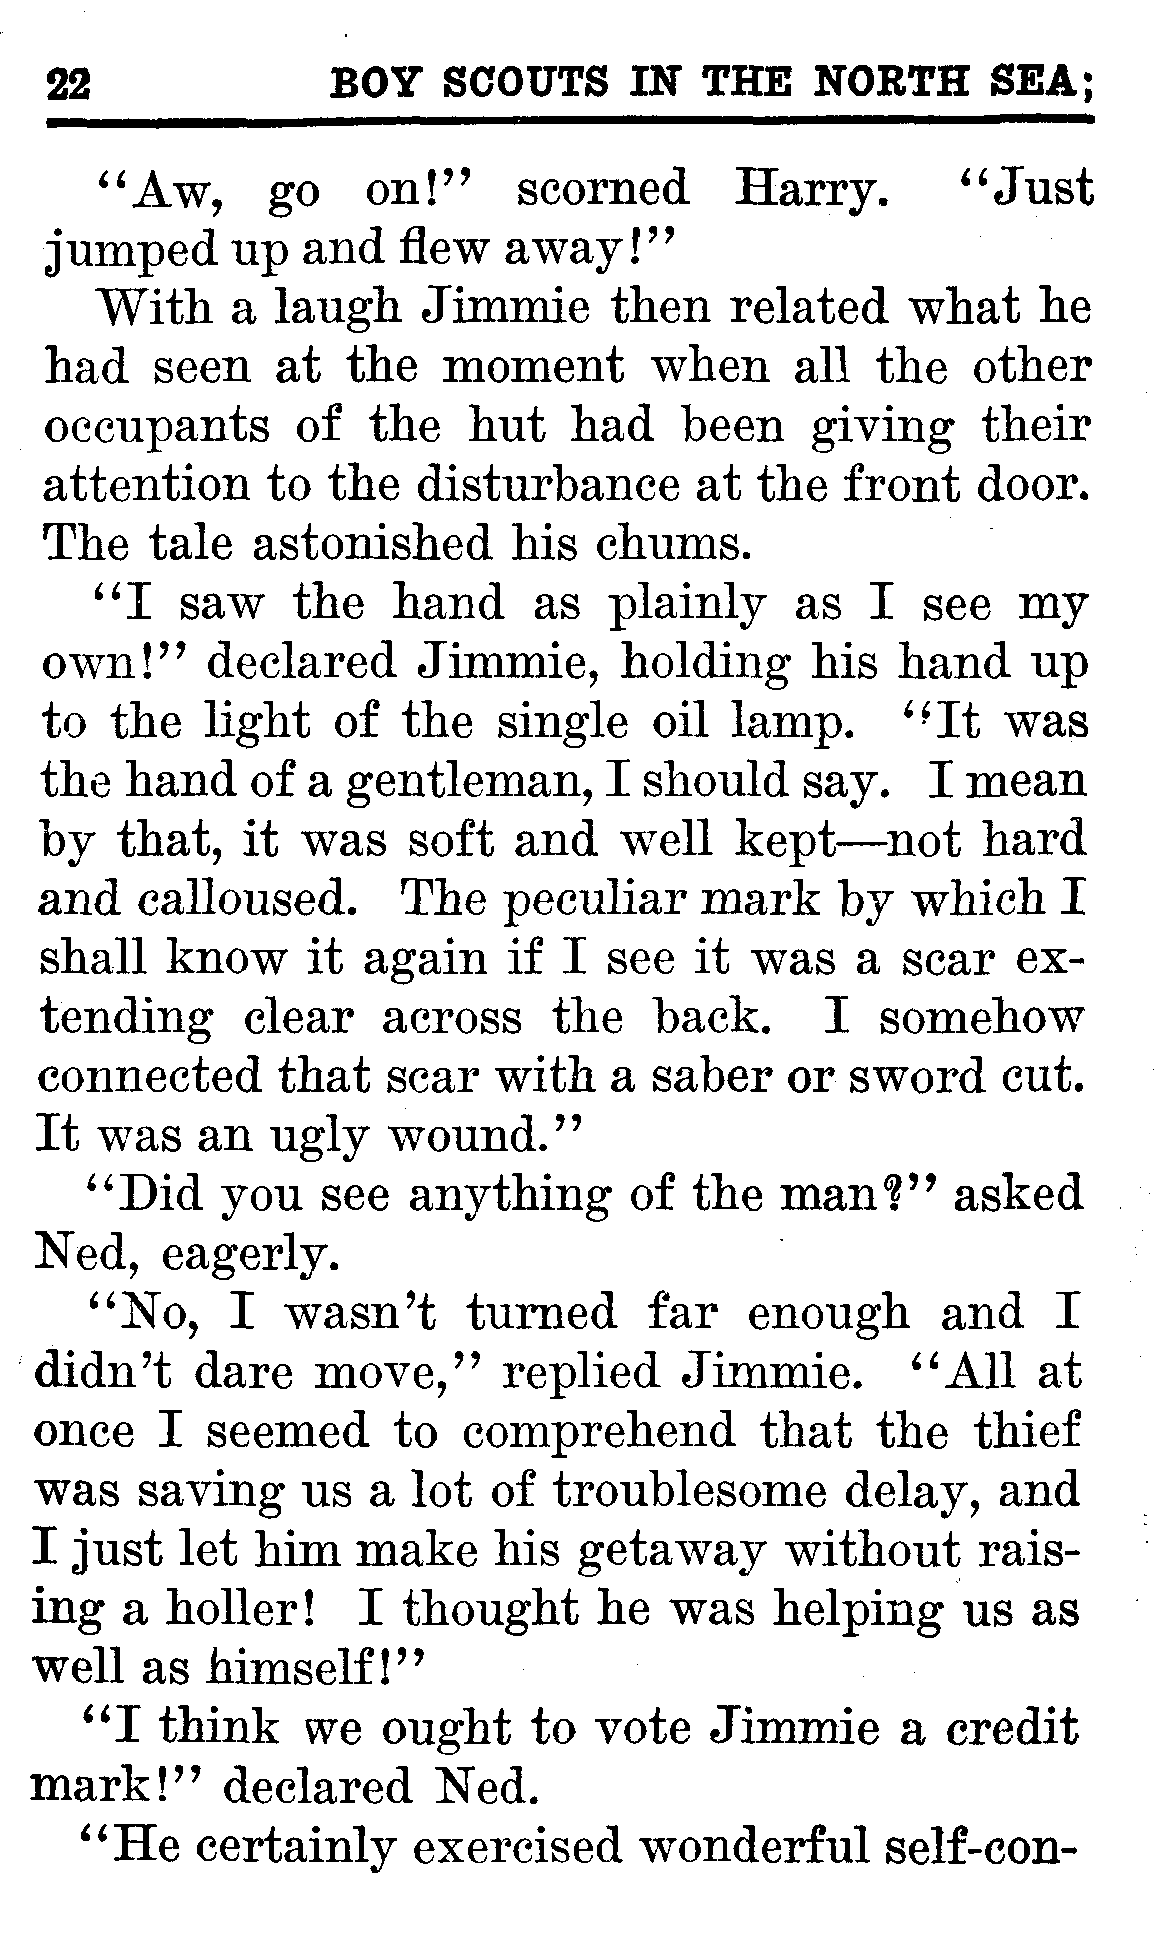 22 BOY SCOUTS IN THE NORTH SEA;
"Aw, go on!" scorned Harry. "Just
jumped up and flew away!"
With a laugh Jimmie then related what he
had seen at the moment when all the other
occupants of the hut had been giving their
attention to the disturbance at the front door.
The tale astonished his chums.
"I saw the hand as plainly as I see my
own!" declared Jimmie, holding his hand up
to the light of the single oil lamp. "It was
the hand of a gentleman, I should say. I mean
by that, it was soft and well kept—not hard
and calloused. The peculiar mark by which I
shall know it again if I see it was a scar ex-
tending clear across the back. I somehow
connected that scar with a saber or sword cut.
It was an ugly wound."
"Did you see anything of the man?" asked
Ned, eagerly.
"No, I wasn't turned far enough and I
didn't dare move," replied Jimmie. "All at
once I seemed to comprehend that the thief
was saving us a lot of troublesome delay, and
I just let him make his getaway without rais-
ing a holler! I thought he was helping us as
well as himself!"
"I think we ought to vote Jimmie a credit
mark!" declared Ned.
"He certainly exercised wonderful self-con-